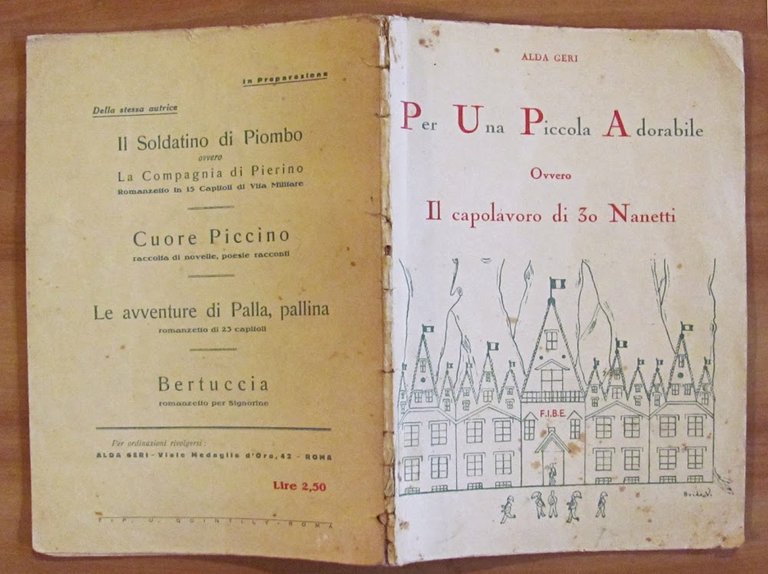 In Preparazione
Della stessa autrice
Il Soldatino di Piombo
ovvero
La Compagnia di Pierino
Romanzetto in 15 Capitoli di Vita Militare
Cuore Piccino
raccolta di novelle, poesie racconti
Le avventure di Palla, pallina
romanzetto di 25 capitoli
Bertuccia
romanzetto per Signorine
Per ordinazioni rivolgersi:
ALDA GERI - Viale Medaglie d'Oro, 42 - ROMA
Lire 2,50
TIP. U. QUINTILY - ROMA
ALDA GERI
Per Una Piccola Adorabile
Ovvero
Il capolavoro di 30 Nanetti
F.I.B.E.